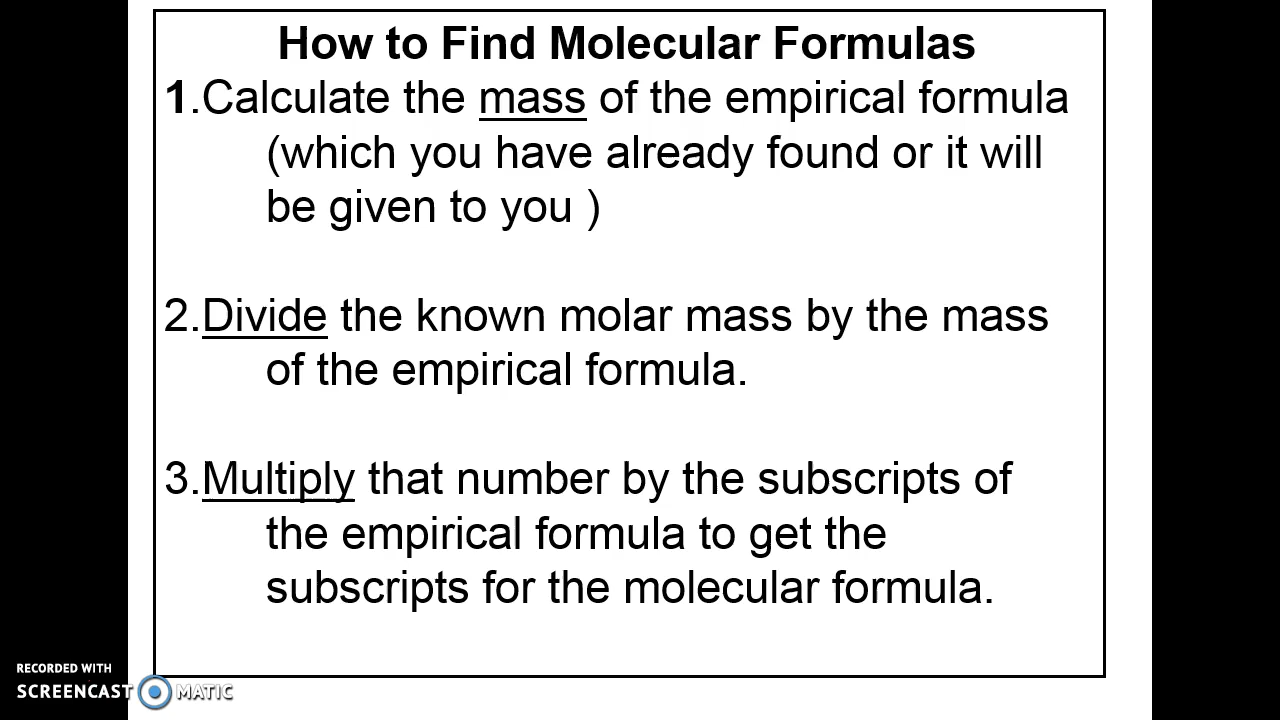 How to Find Molecular Formulas
1.Calculate the mass of the empirical formula
(which you have already found or it will
be given to you )
2.Divide the known molar mass by the mass
of the empirical formula.
3.Multiply that number by the subscripts of
the empirical formula to get the
subscripts for the molecular formula.
RECORDED WITH
SCREENCAST MATIC